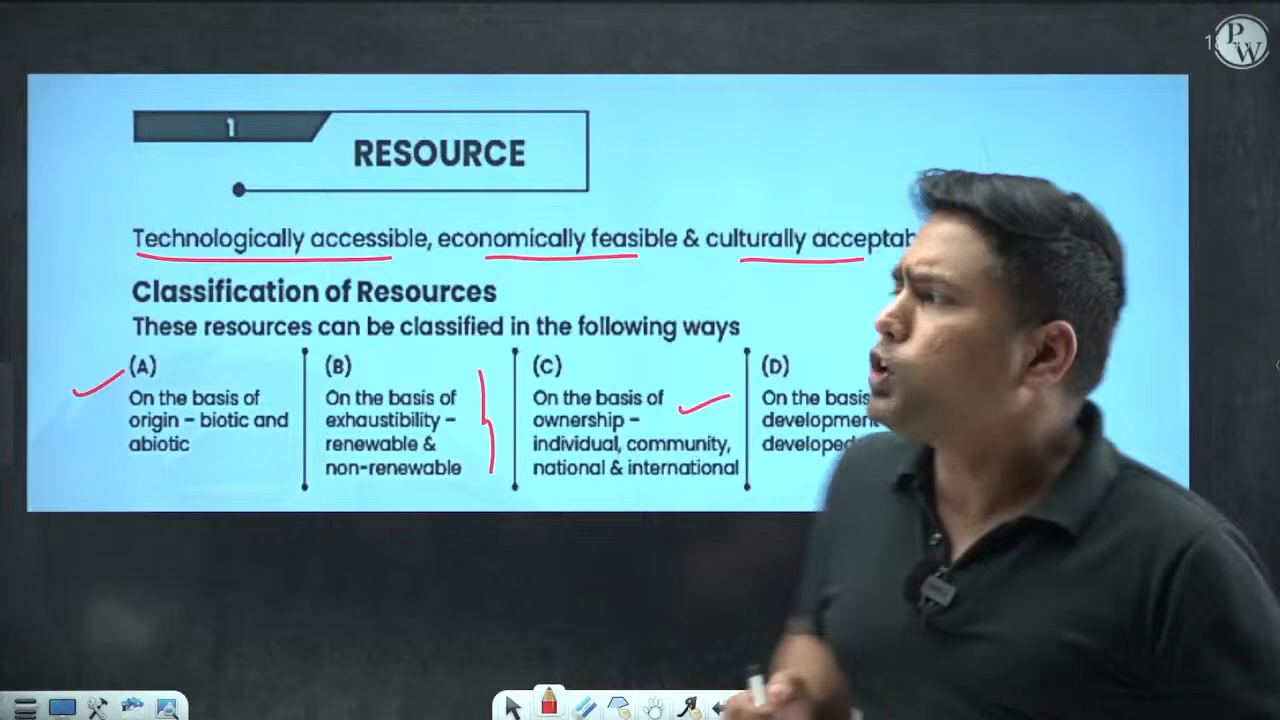 PW
1
RESOURCE
Technologically accessible, economically feasible & culturally
Classification of Resources
These resources can be classified in the following ways
(A)
On the basis of
origin – biotic and
abiotic
(B)
On the basis of
exhaustibility –
renewable &
non-renewable
(C)
On the basis of
ownership –
individual, community,
national & international
(D)
On the basis
development
developed